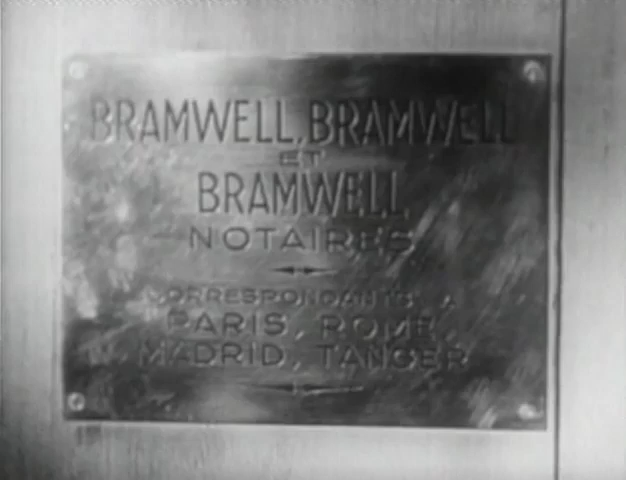 BRAMWELL, BRAMWELL
ET
BRAMWELL
NOTAIRES
CORRESPONDANTS A
PARIS, ROME,
MADRID, TANGER